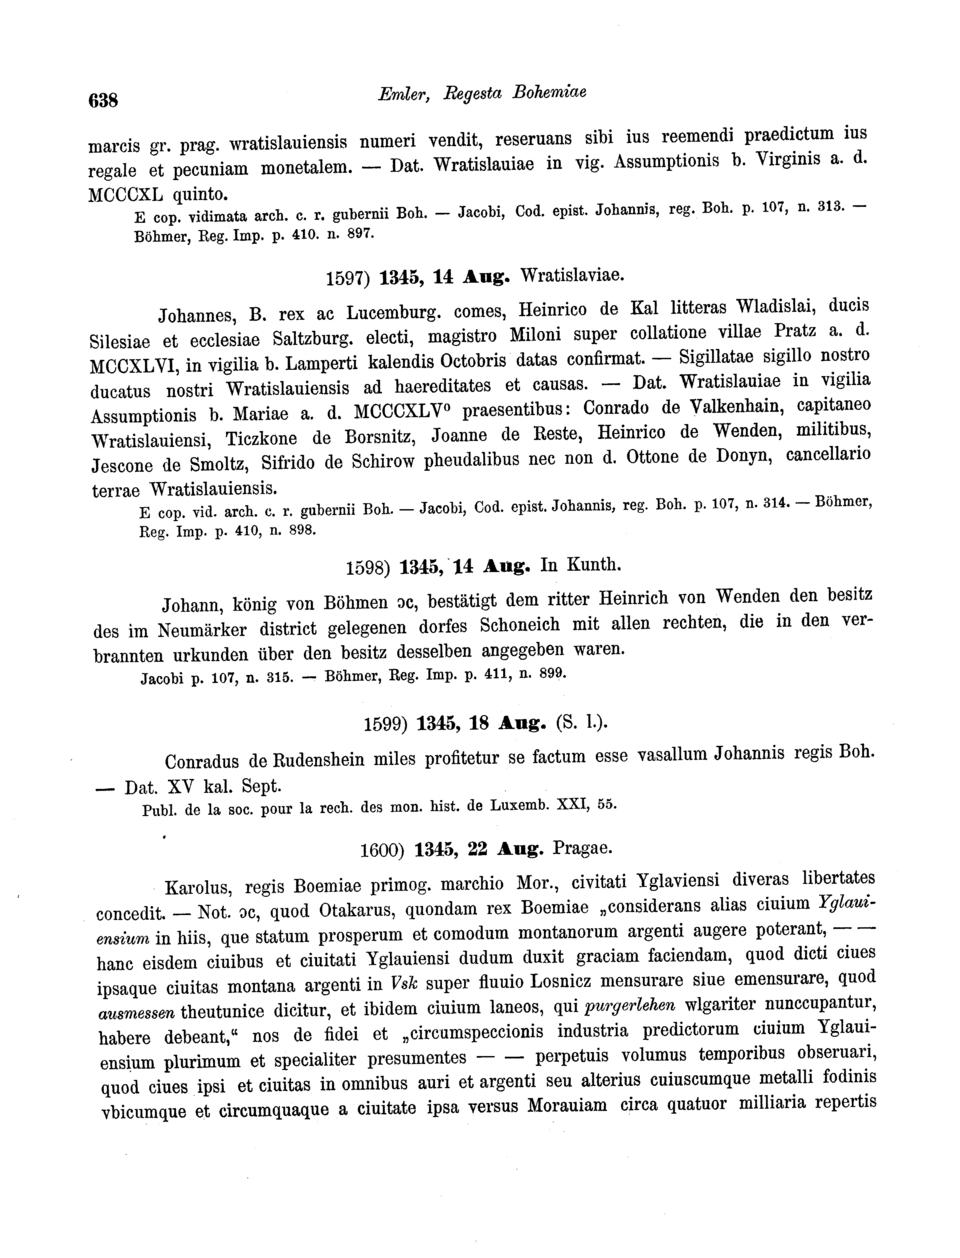 638 Emler, Regesta Bohemiae
marcis gr. prag. wratislauiensis numeri vendit, reseruans sibi ius reemendi praedictum ius
regale et pecuniam monetalem. — Dat. Wratislauiae in vig. Assumptionis b. Virginis a. d.
MCCCXL quinto.
E cop. vidimata arch. c. r. gubernii Boh. — Jacobi, Cod. epist. Johannis, reg. Boh. p. 107, n. 313. —
Böhmer, Reg. Imp. p. 410. n. 897.
1597) 1345, 14 Aug. Wratislaviae.
Johannes, B. rex ac Lucemburg. comes, Heinrico de Kal litteras Wladislai, ducis
Silesiae et ecclesiae Saltzburg. electi, magistro Miloni super collatione villae Pratz a. d.
MCCXLVI, in vigilia b. Lamperti kalendis Octobris datas confirmat. — Sigillatae sigillo nostro
ducatus nostri Wratislauiensis ad haereditates et causas. — Dat. Wratislauiae in vigilia
Assumptionis b. Mariae a. d. MCCCXLV⁰ praesentibus: Conrado de Valkenhain, capitaneo
Wratislauiensi, Ticzkone de Borsnitz, Joanne de Reste, Heinrico de Wenden, militibus,
Jescone de Smoltz, Sifrido de Schirow pheudalibus nec non d. Ottone de Donyn, cancellario
terrae Wratislauiensis.
E cop. vid. arch. c. r. gubernii Boh. — Jacobi, Cod. epist. Johannis, reg. Boh. p. 107, n. 314. — Böhmer,
Reg. Imp. p. 410, n. 898.
1598) 1345, 14 Aug. In Kunth.
Johann, könig von Böhmen ɔc, bestätigt dem ritter Heinrich von Wenden den besitz
des im Neumärker district gelegenen dorfes Schoneich mit allen rechten, die in den ver-
brannten urkunden über den besitz desselben angegeben waren.
Jacobi p. 107, n. 315. — Böhmer, Reg. Imp. p. 411, n. 899.
1599) 1345, 18 Aug. (S. l.).
Conradus de Rudenshein miles profitetur se factum esse vasallum Johannis regis Boh.
— Dat. XV kal. Sept.
Publ. de la soc. pour la rech. des mon. hist. de Luxemb. XXI, 55.
1600) 1345, 22 Aug. Pragae.
Karolus, regis Boemiae primog. marchio Mor., civitati Yglaviensi diveras libertates
concedit. — Not. ɔc, quod Otakarus, quondam rex Boemiae „considerans alias ciuium Yglaui-
ensium in hiis, que statum prosperum et comodum montanorum argenti augere poterant, — —
hanc eisdem ciuibus et ciuitati Yglauiensi dudum duxit graciam faciendam, quod dicti ciues
ipsaque ciuitas montana argenti in Vsk super fluuio Losnicz mensurare siue emensurare, quod
ausmessen theutunice dicitur, et ibidem ciuium laneos, qui purgerlehen wlgariter nunccupantur,
habere debeant,“ nos de fidei et „circumspeccionis industria predictorum ciuium Yglaui-
ensium plurimum et specialiter presumentes — — perpetuis volumus temporibus obseruari,
quod ciues ipsi et ciuitas in omnibus auri et argenti seu alterius cuiuscumque metalli fodinis
vbicumque et circumquaque a ciuitate ipsa versus Morauiam circa quatuor milliaria repertis